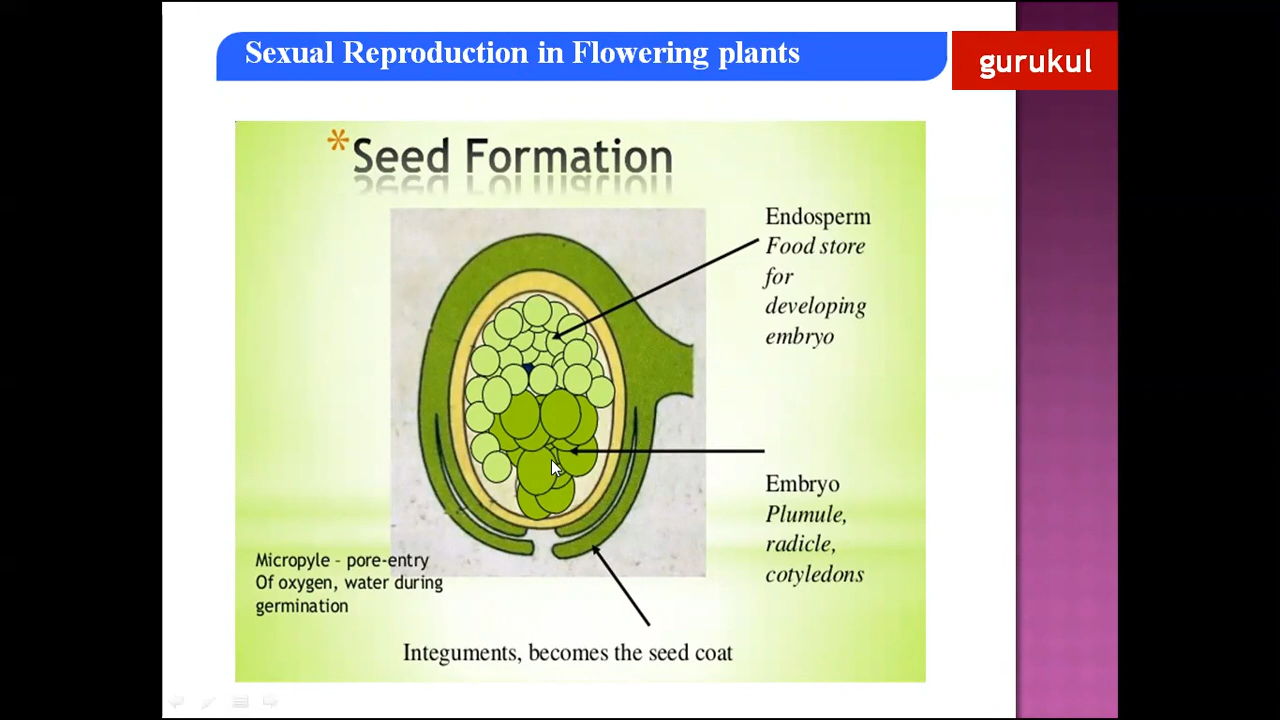 Sexual Reproduction in Flowering plants
gurukul
*Seed Formation
Endosperm
Food store
for
developing
embryo
Embryo
Plumule,
radicle,
cotyledons
Micropyle - pore-entry
Of oxygen, water during
germination
Integuments, becomes the seed coat